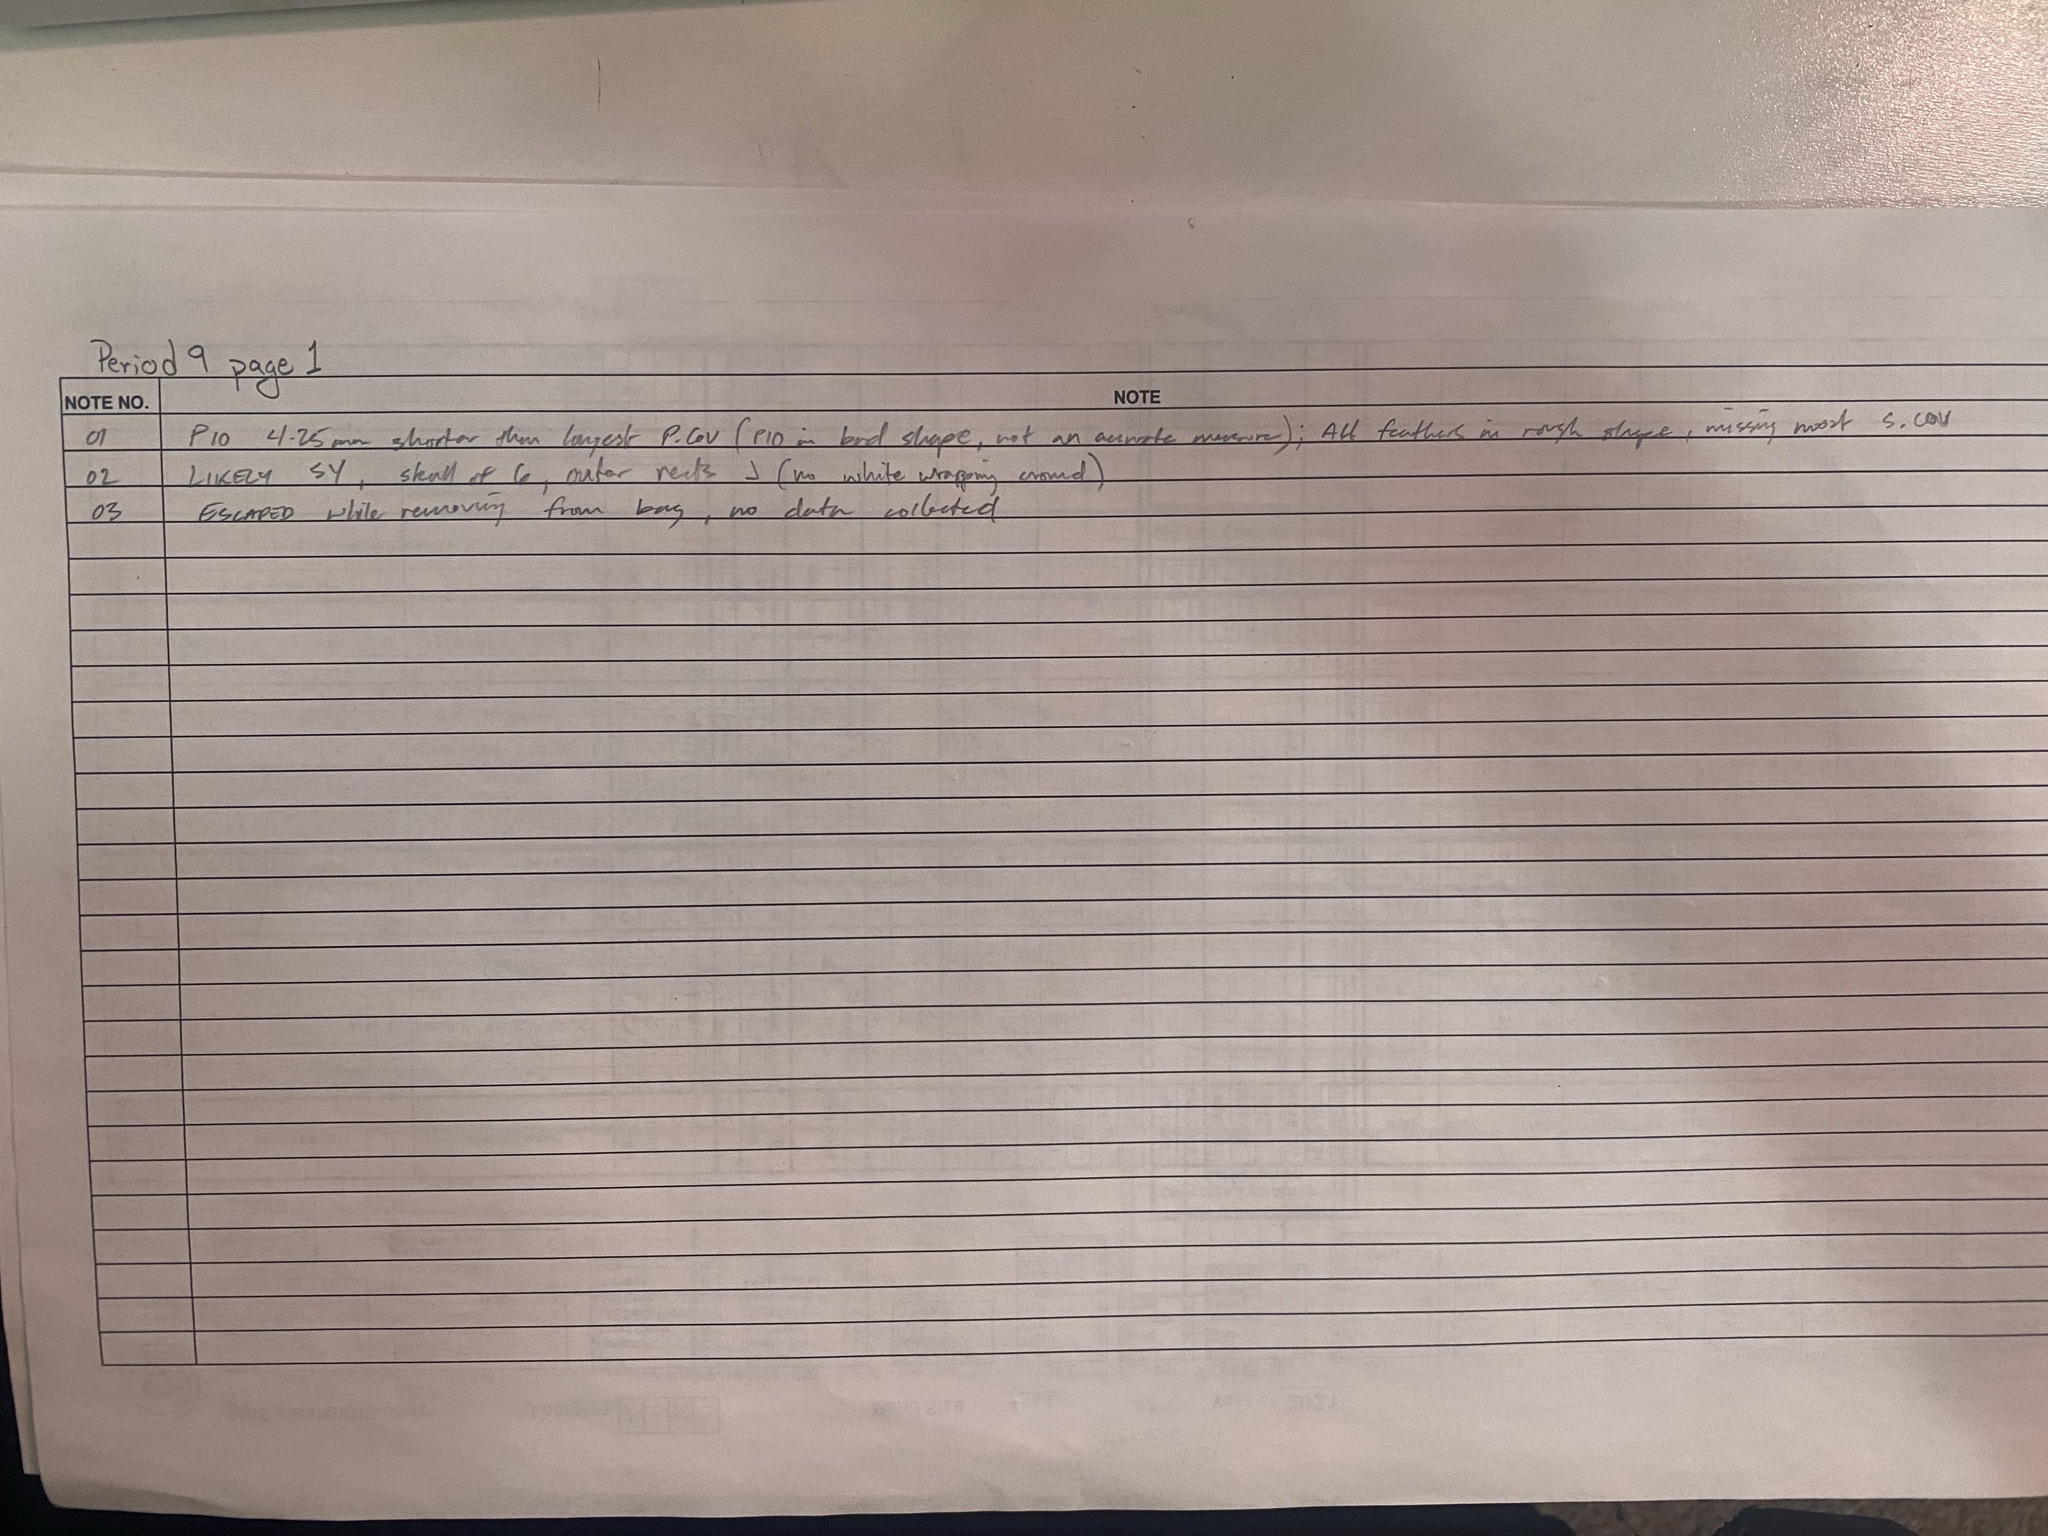 Period 9 page 1
NOTE NO. NOTE
01 P10 4.25mm shorter than longest P.Cov (P10 in bad shape, not an accurate measure); All feathers in rough shape, missing most s.cov
02 LIKELY SY, skull of 6, outer rects J (no white wrapping around)
03 ESCAPED while removing from bag, no data collected